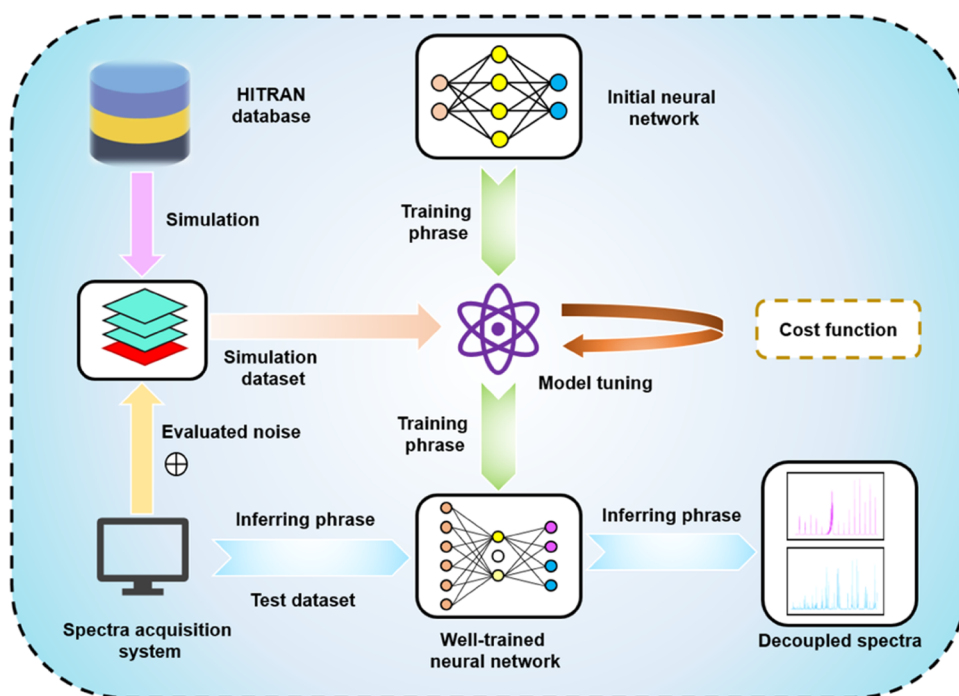 HITRAN
database
Initial neural
network
Simulation
Training
phrase
Simulation
dataset
Model tuning
Cost function
Evaluated noise
Training
phrase
Inferring phrase
Test dataset
Inferring phrase
Spectra acquisition
system
Well-trained
neural network
Decoupled spectra